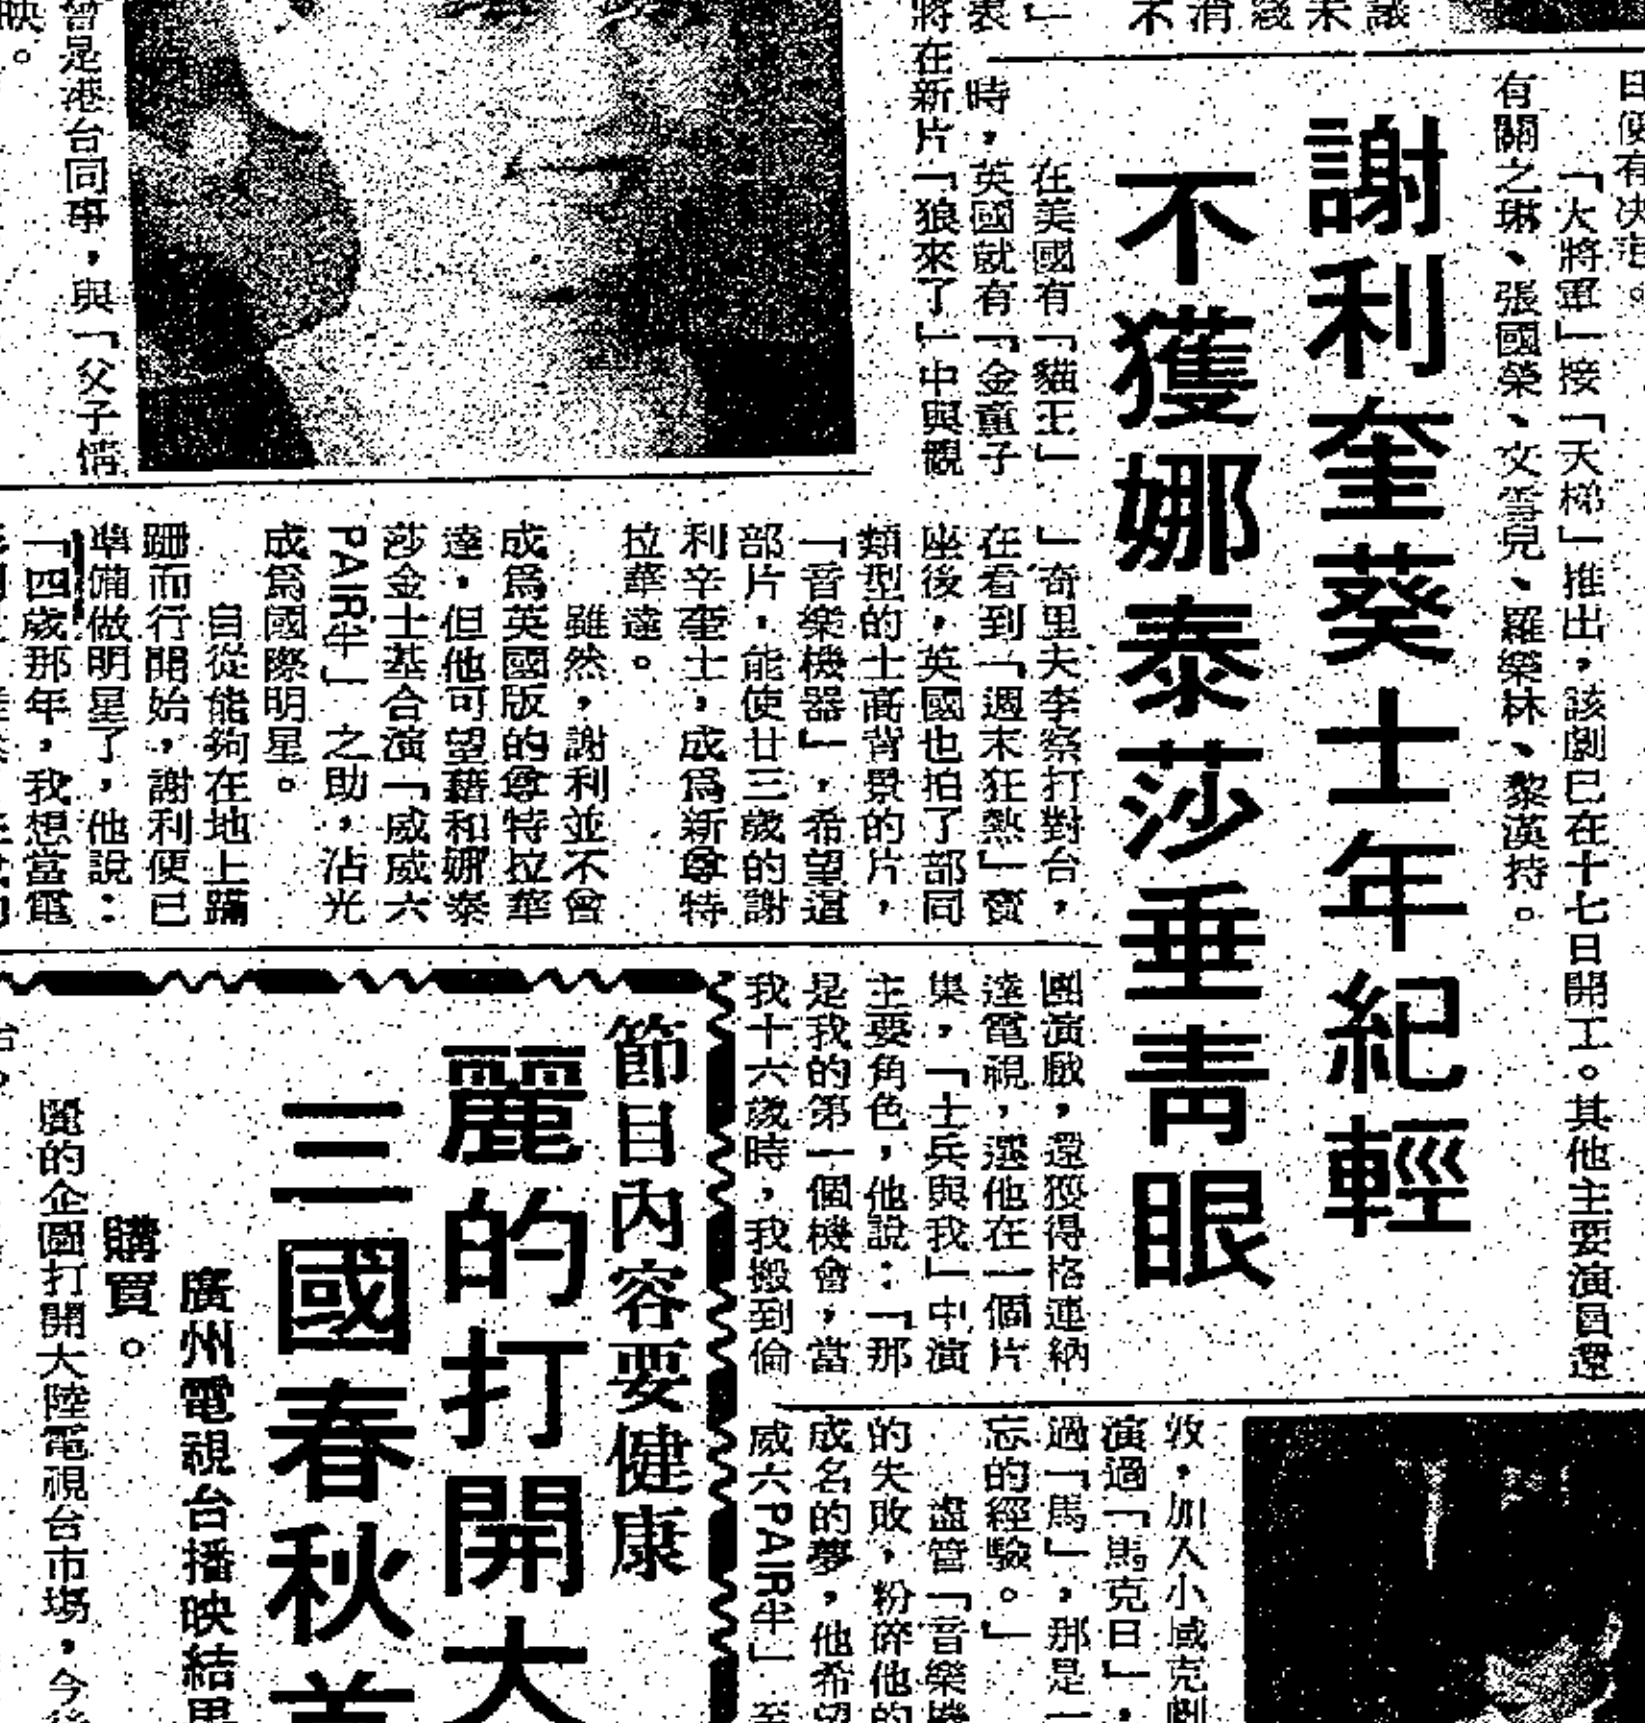 日便有决定。
「大將軍」接「天梯」推出，該劇已在十七日開工。其他主要演員還
有關之琳、張國榮、文雪兒、羅樂林、黎漢持。
謝利奎葵士年紀輕
不獲娜泰莎垂青眼
在美國有「貓王」
時，英國就有「金童子
將在新片「狼來了」中與觀
」奇里夫李察打對台，
在看到「週末狂熱」賣
座後，英國也拍了部同
類型的士高背景的片，
「音樂機器」，希望這
部片，能使廿三歲的謝
利辛奎士，成爲新尊特
拉華達。
雖然，謝利並不會
成爲英國版的尊特拉華
達，但他可望藉和娜泰
莎金士基合演「威威六
PAIR半」之助，沾光
成爲國際明星。
自從能夠在地上蹣
跚而行開始，謝利便已
準備做明星了，他說：
「四歲那年，我想當電
團演戲，還獲得格連納
達電視，選他在一個片
集，「士兵與我」中演
主要角色，他說：「那
是我的第一個機會，當
我十六歲時，我搬到倫
敦，加入小威克劇
演過「馬克日」，
過「馬」，那是一
忘的經驗。」
儘管「音樂機
的失敗，粉碎他的
成名的夢，他希望
威六PAIR半」至
曾是港台同事，與「父子情
映。
節目內容要健康
麗的打開大
三國春秋首
廣州電視台播映結果
購買。
麗的企圖打開大陸電視台市場，今後